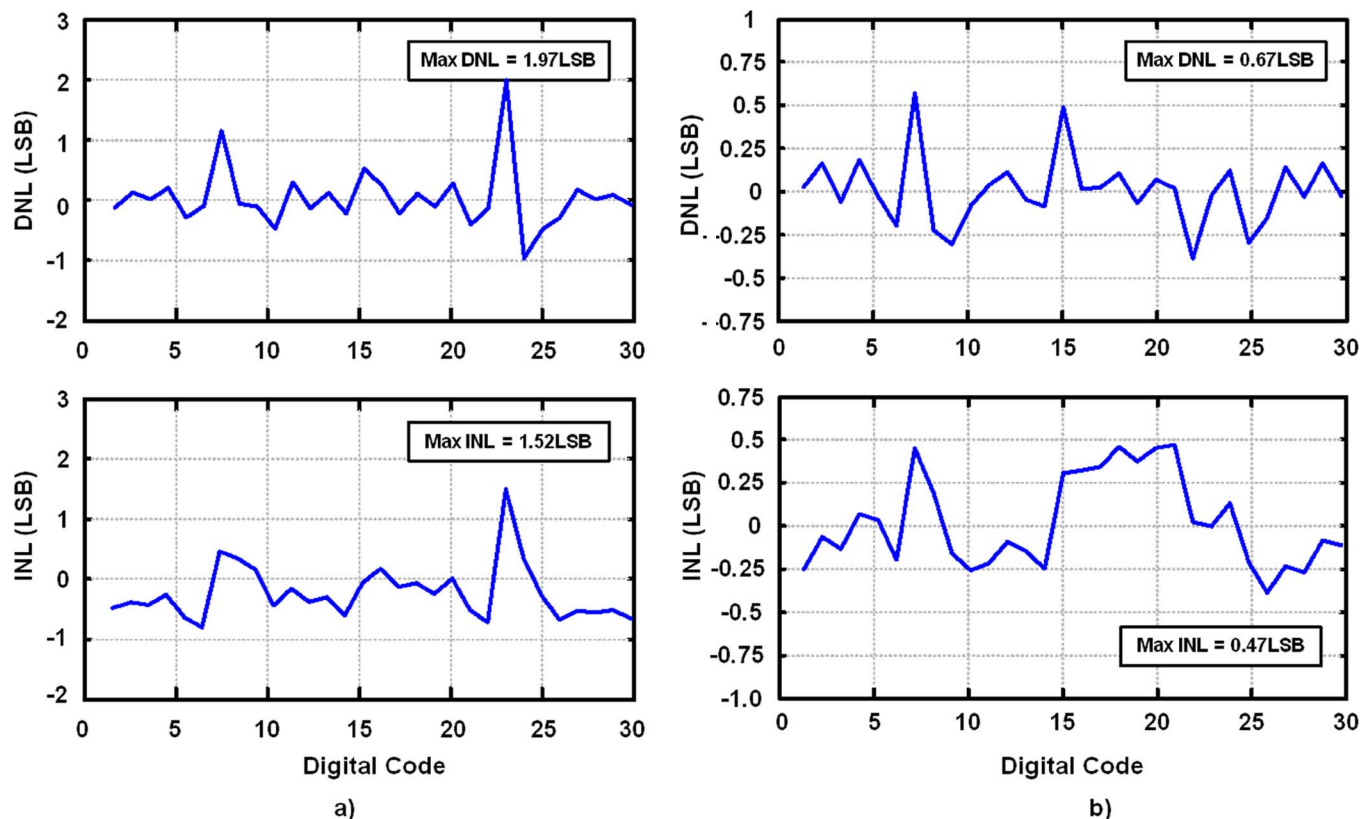 3
2
1
0
-1
-2
DNL (LSB)
Max DNL = 1.97LSB
0 5 10 15 20 25 30
1
0.75
0.5
0.25
0
-0.25
-0.5
-0.75
DNL (LSB)
Max DNL = 0.67LSB
0 5 10 15 20 25 30
3
2
1
0
-1
-2
INL (LSB)
Max INL = 1.52LSB
0 5 10 15 20 25 30
Digital Code
a)
0.75
0.5
0.25
0
-0.25
-0.5
-0.75
-1.0
INL (LSB)
Max INL = 0.47LSB
0 5 10 15 20 25 30
Digital Code
b)